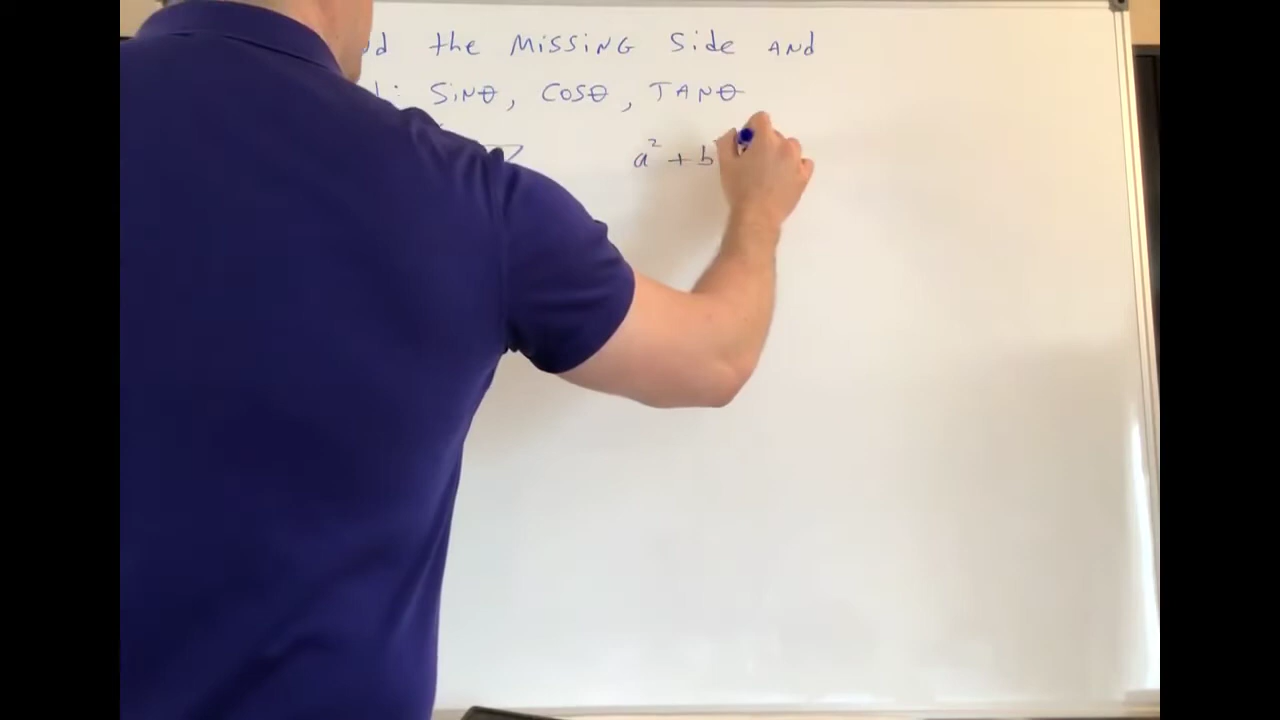 the Missing Side and
: Sinθ, COSθ, TANθ
a² + b